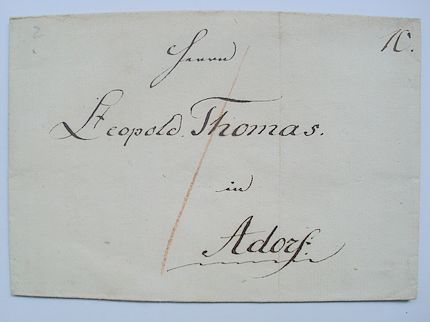 Herrn
Leopold Thomas.
in
Adorf.